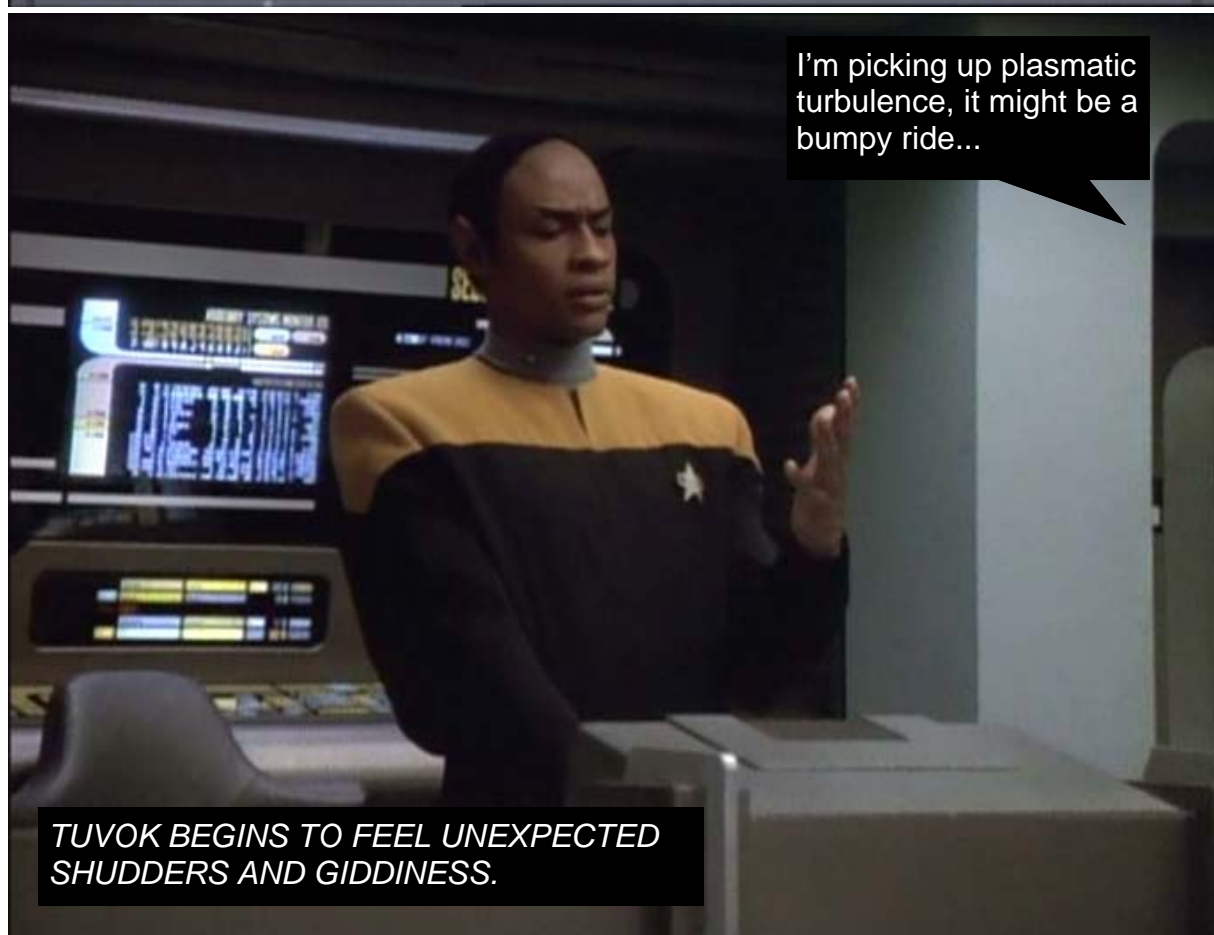 I'm picking up plasmatic
turbulence, it might be a
bumpy ride...
TUVOK BEGINS TO FEEL UNEXPECTED
SHUDDERS AND GIDDINESS.